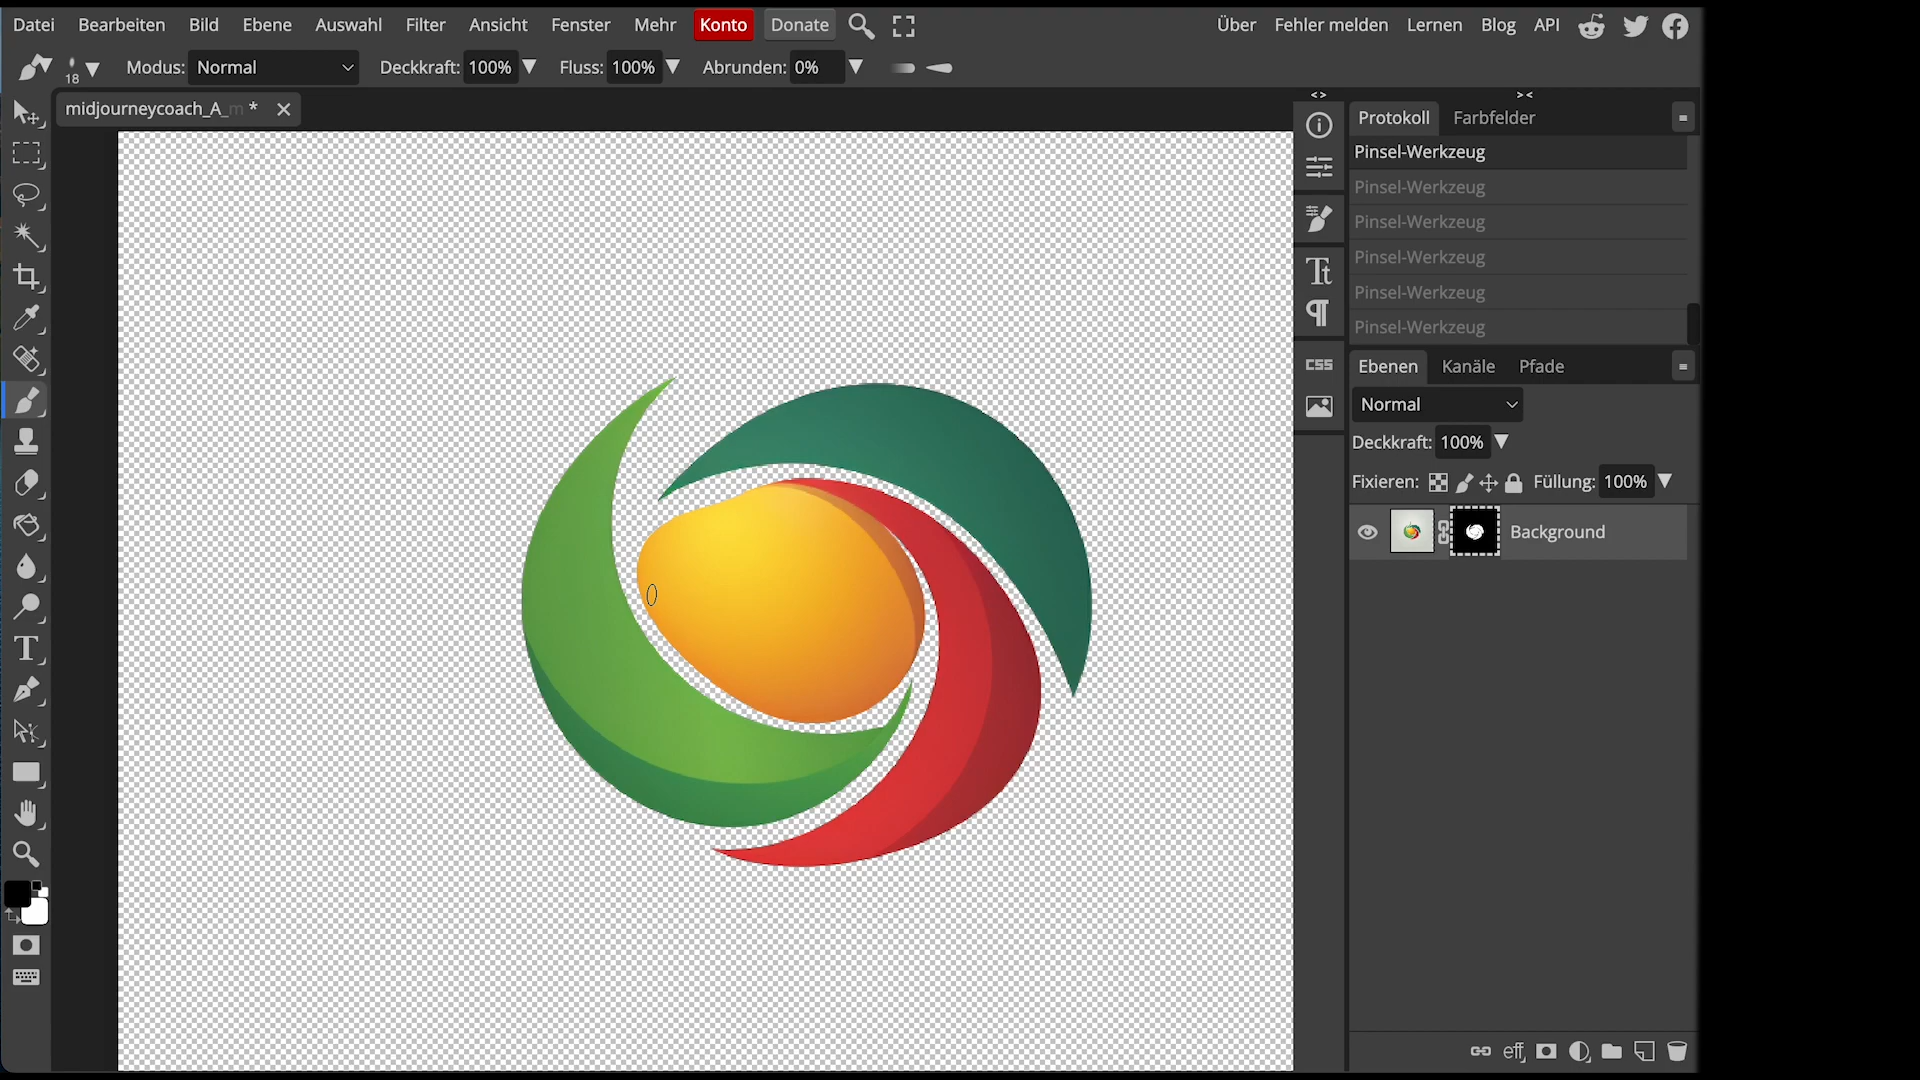 Datei Bearbeiten Bild Ebene Auswahl Filter Ansicht Fenster Mehr Konto Donate Über Fehler melden Lernen Blog API
18 Modus: Normal Deckkraft: 100% Fluss: 100% Abrunden: 0%
midjourneycoach_A_m *
<> ><
Protokoll Farbfelder
Pinsel-Werkzeug
Pinsel-Werkzeug
Pinsel-Werkzeug
Pinsel-Werkzeug
Pinsel-Werkzeug
Pinsel-Werkzeug
CSS
Ebenen Kanäle Pfade
Normal
Deckkraft: 100%
Fixieren: Füllung: 100%
Background
eff